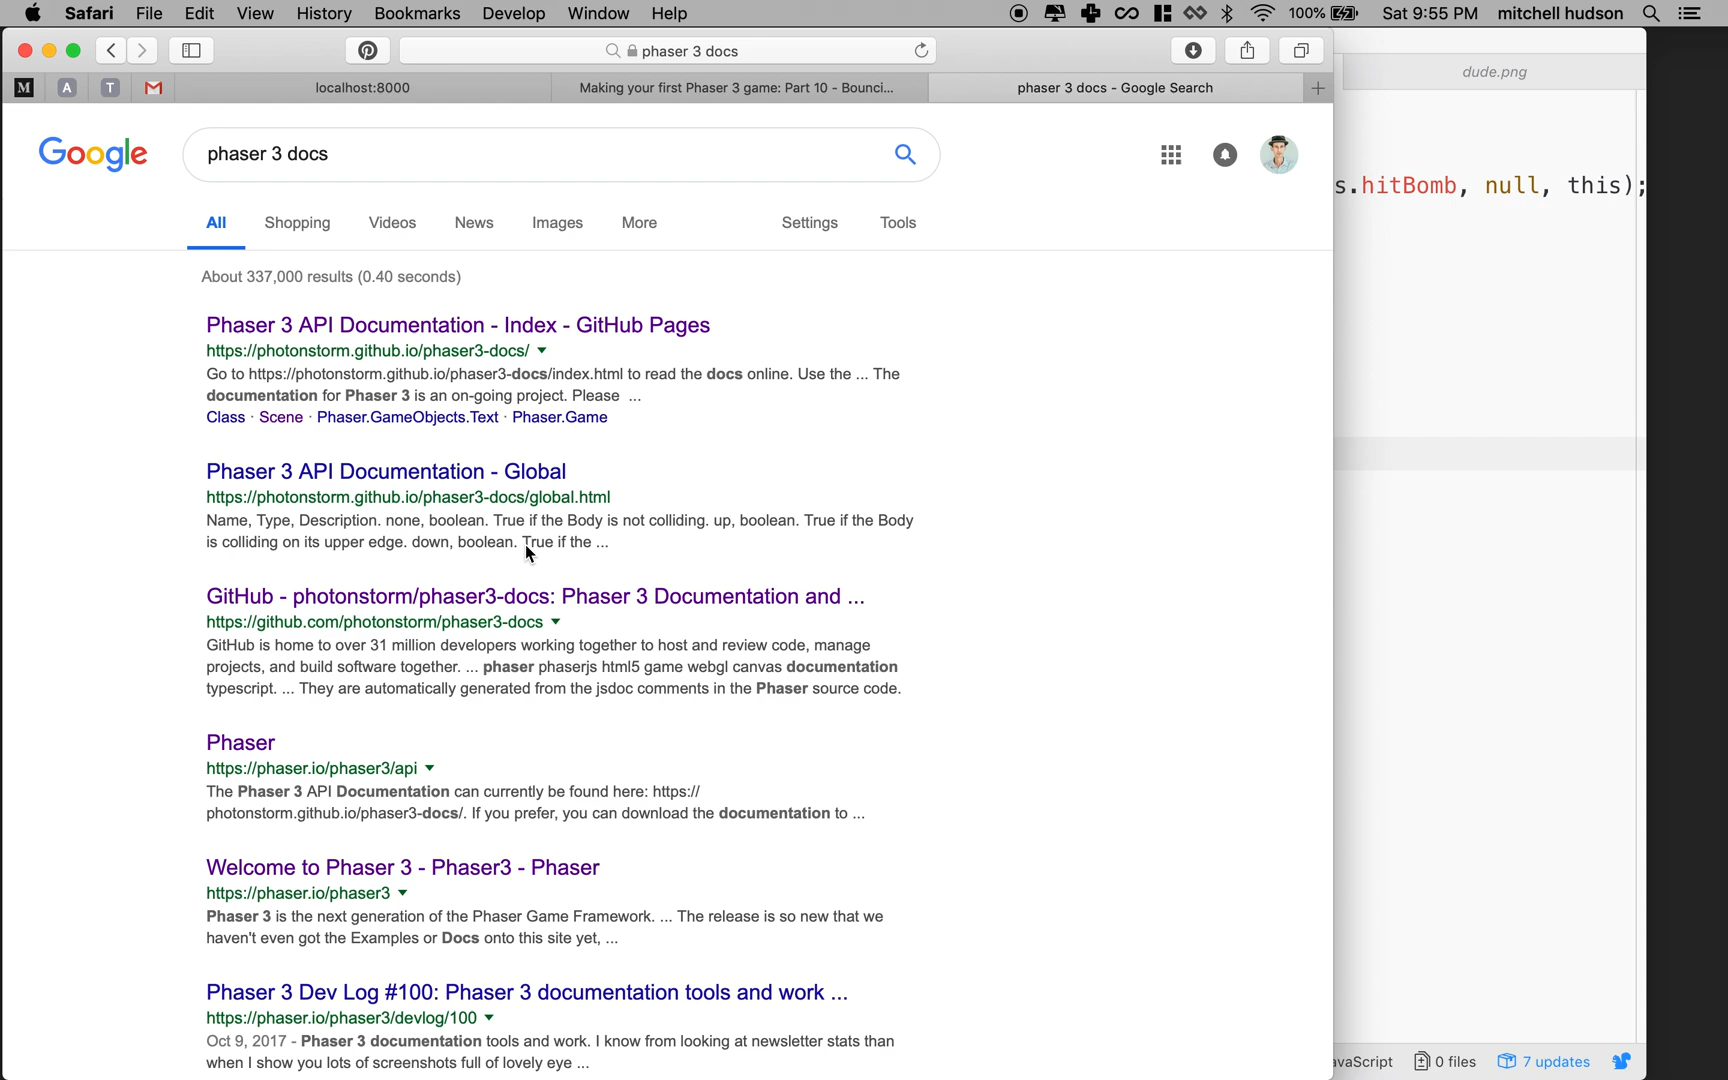 Safari File Edit View History Bookmarks Develop Window Help 100% Sat 9:55 PM mitchell hudson
phaser 3 docs
dude.png
M A T M localhost:8000 Making your first Phaser 3 game: Part 10 - Bounci... phaser 3 docs - Google Search +
Google phaser 3 docs
s.hitBomb, null, this);
All Shopping Videos News Images More Settings Tools
About 337,000 results (0.40 seconds)
Phaser 3 API Documentation - Index - GitHub Pages
https://photonstorm.github.io/phaser3-docs/
Go to https://photonstorm.github.io/phaser3-docs/index.html to read the docs online. Use the ... The
documentation for Phaser 3 is an on-going project. Please ...
Class · Scene · Phaser.GameObjects.Text · Phaser.Game
Phaser 3 API Documentation - Global
https://photonstorm.github.io/phaser3-docs/global.html
Name, Type, Description. none, boolean. True if the Body is not colliding. up, boolean. True if the Body
is colliding on its upper edge. down, boolean. True if the ...
GitHub - photonstorm/phaser3-docs: Phaser 3 Documentation and ...
https://github.com/photonstorm/phaser3-docs
GitHub is home to over 31 million developers working together to host and review code, manage
projects, and build software together. ... phaser phaserjs html5 game webgl canvas documentation
typescript. ... They are automatically generated from the jsdoc comments in the Phaser source code.
Phaser
https://phaser.io/phaser3/api
The Phaser 3 API Documentation can currently be found here: https://
photonstorm.github.io/phaser3-docs/. If you prefer, you can download the documentation to ...
Welcome to Phaser 3 - Phaser3 - Phaser
https://phaser.io/phaser3
Phaser 3 is the next generation of the Phaser Game Framework. ... The release is so new that we
haven't even got the Examples or Docs onto this site yet, ...
Phaser 3 Dev Log #100: Phaser 3 documentation tools and work ...
https://phaser.io/phaser3/devlog/100
Oct 9, 2017 - Phaser 3 documentation tools and work. I know from looking at newsletter stats than
when I show you lots of screenshots full of lovely eye ...
avaScript 0 files 7 updates